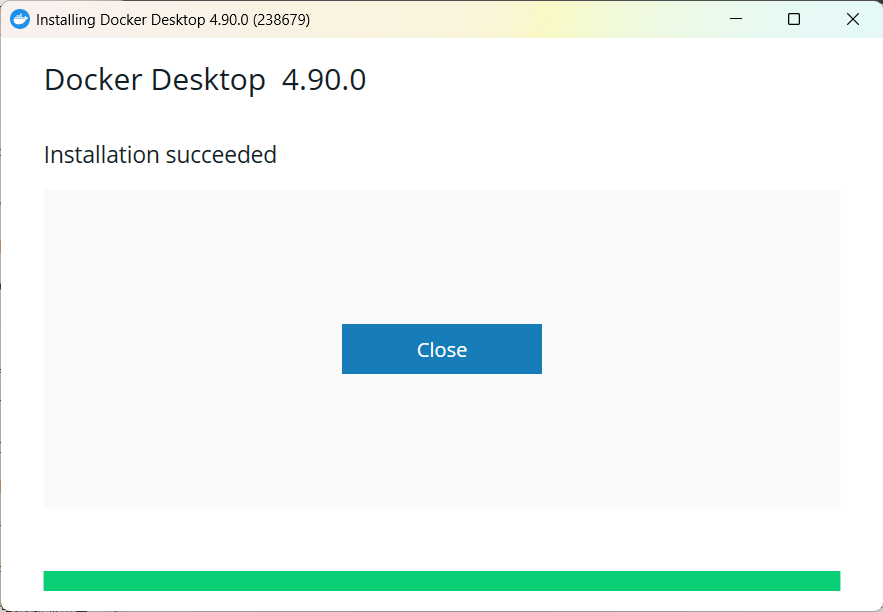 Installing Docker Desktop 4.90.0 (238679)
Docker Desktop 4.90.0
Installation succeeded
Close